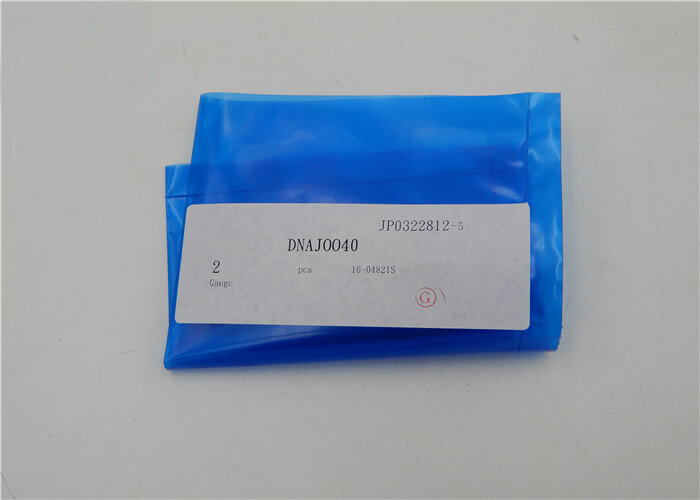 JP0322812-5
DNAJ0040
2 pcs 16-04821S
Gauge
G